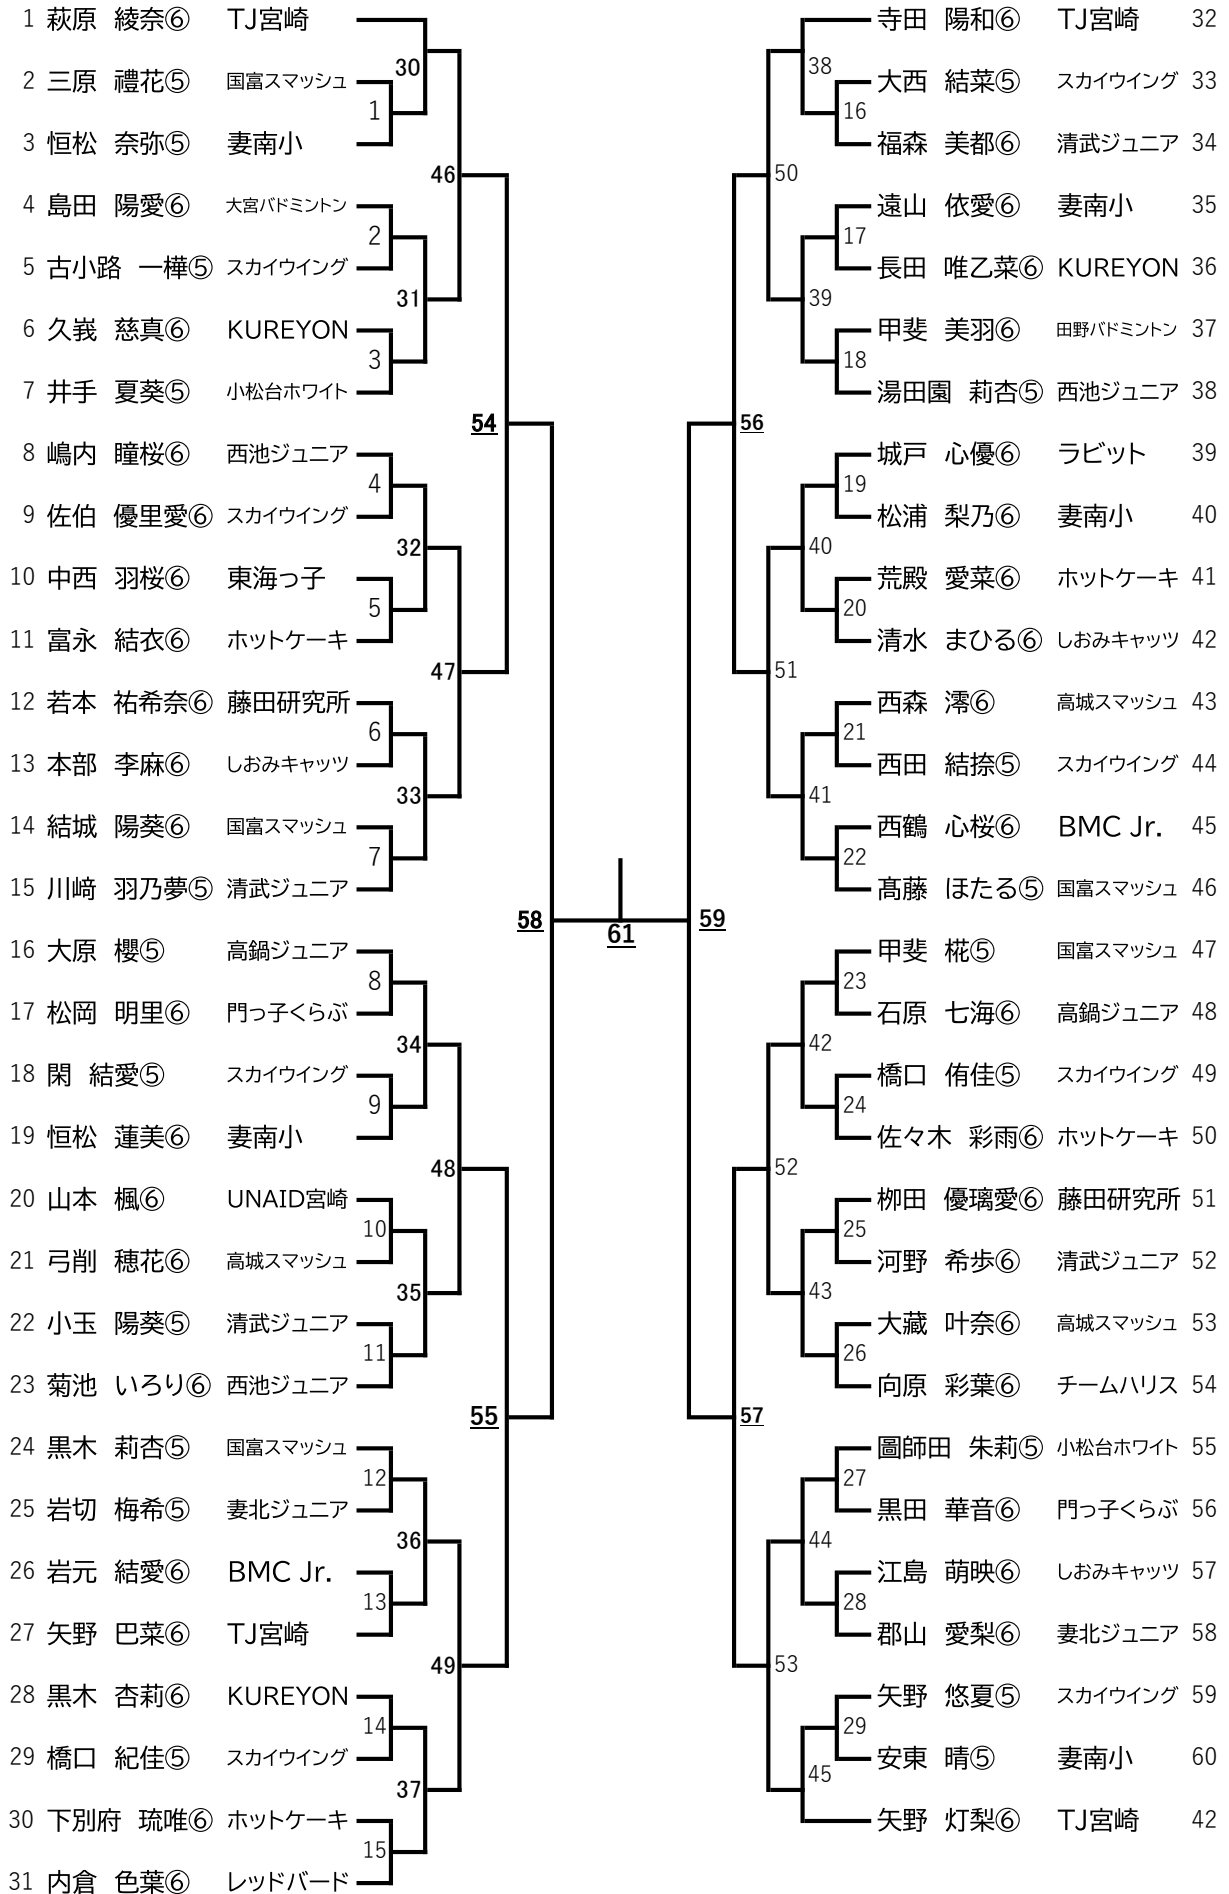 1 萩原 綾奈⑥ TJ宮崎
2 三原 禮花⑤ 国富スマッシュ
3 恒松 奈弥⑤ 妻南小
4 島田 陽愛⑥ 大宮バドミントン
5 古小路 一樺⑤ スカイウイング
6 久峩 慈真⑥ KUREYON
7 井手 夏葵⑤ 小松台ホワイト
8 嶋内 瞳桜⑥ 西池ジュニア
9 佐伯 優里愛⑥ スカイウイング
10 中西 羽桜⑥ 東海っ子
11 富永 結衣⑥ ホットケーキ
12 若本 祐希奈⑥ 藤田研究所
13 本部 李麻⑥ しおみキャッツ
14 結城 陽葵⑥ 国富スマッシュ
15 川﨑 羽乃夢⑤ 清武ジュニア
16 大原 櫻⑤ 高鍋ジュニア
17 松岡 明里⑥ 門っ子くらぶ
18 閑 結愛⑤ スカイウイング
19 恒松 蓮美⑥ 妻南小
20 山本 楓⑥ UNAID宮崎
21 弓削 穂花⑥ 高城スマッシュ
22 小玉 陽葵⑤ 清武ジュニア
23 菊池 いろり⑥ 西池ジュニア
24 黒木 莉杏⑤ 国富スマッシュ
25 岩切 梅希⑤ 妻北ジュニア
26 岩元 結愛⑥ BMC Jr.
27 矢野 巴菜⑥ TJ宮崎
28 黒木 杏莉⑥ KUREYON
29 橋口 紀佳⑤ スカイウイング
30 下別府 琉唯⑥ ホットケーキ
31 内倉 色葉⑥ レッドバード
1
2
3
4
5
6
7
8
9
10
11
12
13
14
15
30
31
32
33
34
35
36
37
46
47
48
49
54
55
58
61
59
56
57
50
51
52
53
38
39
40
41
42
43
44
45
16
17
18
19
20
21
22
23
24
25
26
27
28
29
寺田 陽和⑥ TJ宮崎 32
大西 結菜⑤ スカイウイング 33
福森 美都⑥ 清武ジュニア 34
遠山 依愛⑥ 妻南小 35
長田 唯乙菜⑥ KUREYON 36
甲斐 美羽⑥ 田野バドミントン 37
湯田園 莉杏⑤ 西池ジュニア 38
城戸 心優⑥ ラビット 39
松浦 梨乃⑥ 妻南小 40
荒殿 愛菜⑥ ホットケーキ 41
清水 まひる⑥ しおみキャッツ 42
西森 澪⑥ 高城スマッシュ 43
西田 結捺⑤ スカイウイング 44
西鶴 心桜⑥ BMC Jr. 45
髙藤 ほたる⑤ 国富スマッシュ 46
甲斐 椛⑤ 国富スマッシュ 47
石原 七海⑥ 高鍋ジュニア 48
橋口 侑佳⑤ スカイウイング 49
佐々木 彩雨⑥ ホットケーキ 50
栁田 優璃愛⑥ 藤田研究所 51
河野 希歩⑥ 清武ジュニア 52
大藏 叶奈⑥ 高城スマッシュ 53
向原 彩葉⑥ チームハリス 54
圖師田 朱莉⑤ 小松台ホワイト 55
黒田 華音⑥ 門っ子くらぶ 56
江島 萌映⑥ しおみキャッツ 57
郡山 愛梨⑥ 妻北ジュニア 58
矢野 悠夏⑤ スカイウイング 59
安東 晴⑤ 妻南小 60
矢野 灯梨⑥ TJ宮崎 42